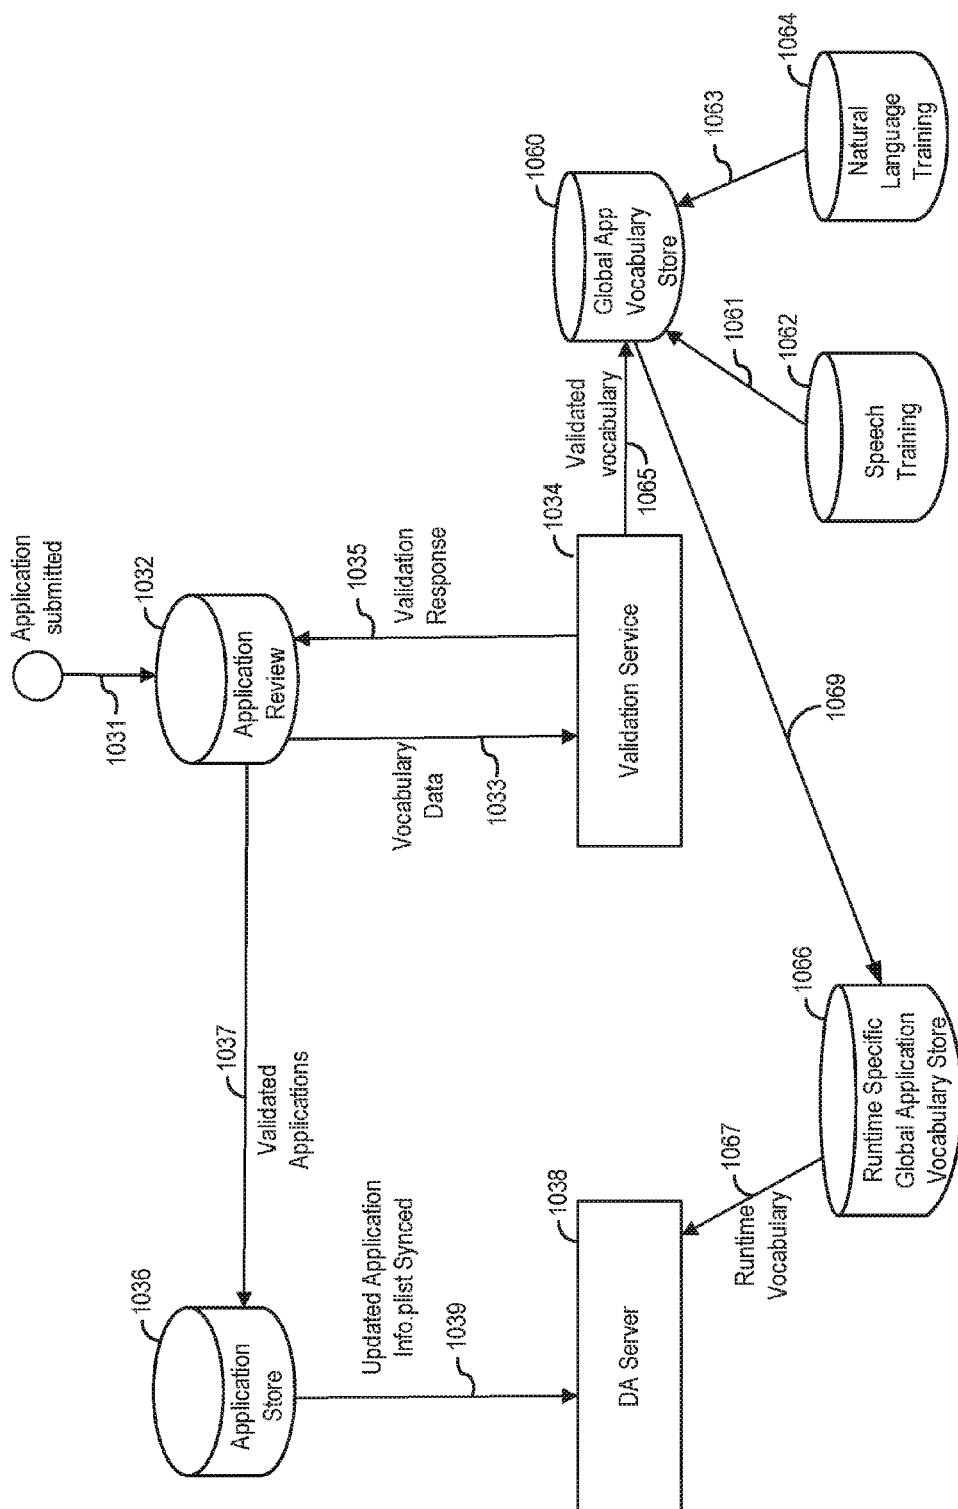 Application
submitted
1031
1032
Application
Review
1035
Validation
Response
Vocabulary
Data
1033
1034
Validation Service
Validated
vocabulary
1065
1060
Global App
Vocabulary
Store
1063
1064
Natural
Language
Training
1061
1062
Speech
Training
1069
1037
Validated
Applications
1036
Application
Store
Updated Application
Info.plist Synced
1039
1038
DA Server
1067
Runtime
Vocabulary
1066
Runtime Specific
Global Application
Vocabulary Store